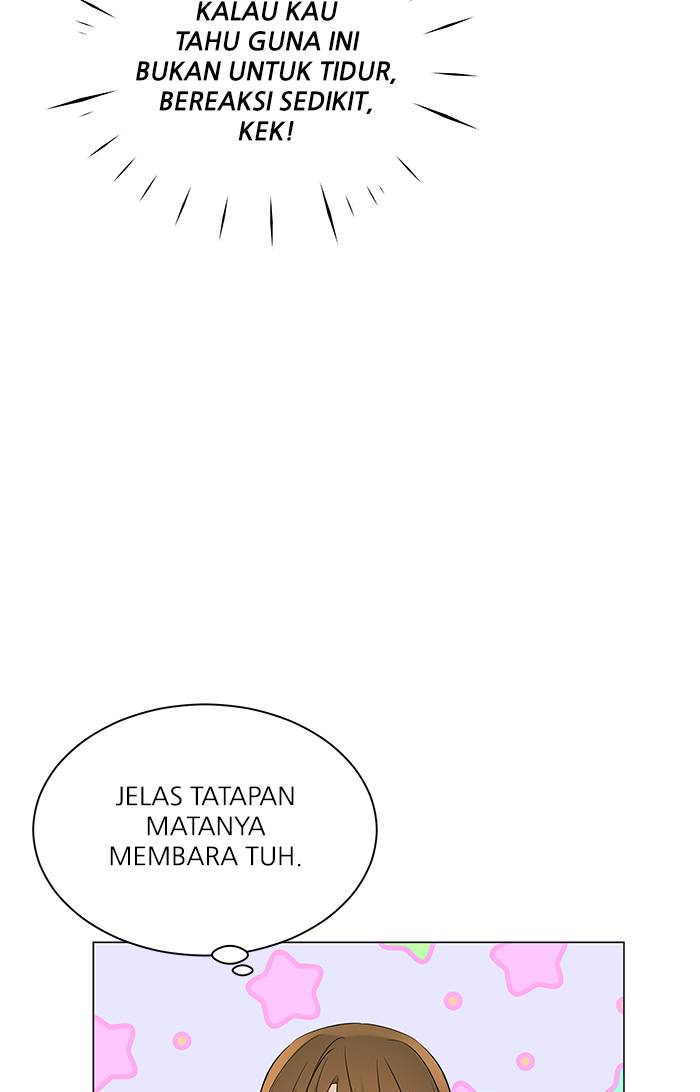 KALAU KAU
TAHU GUNA INI
BUKAN UNTUK TIDUR,
BEREAKSI SEDIKIT,
KEK!
JELAS TATAPAN
MATANYA
MEMBARA TUH.